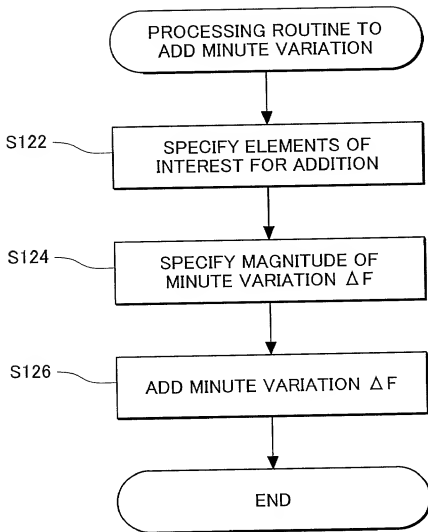 PROCESSING ROUTINE TO
ADD MINUTE VARIATION
S122
SPECIFY ELEMENTS OF
INTEREST FOR ADDITION
S124
SPECIFY MAGNITUDE OF
MINUTE VARIATION ΔF
S126
ADD MINUTE VARIATION ΔF
END